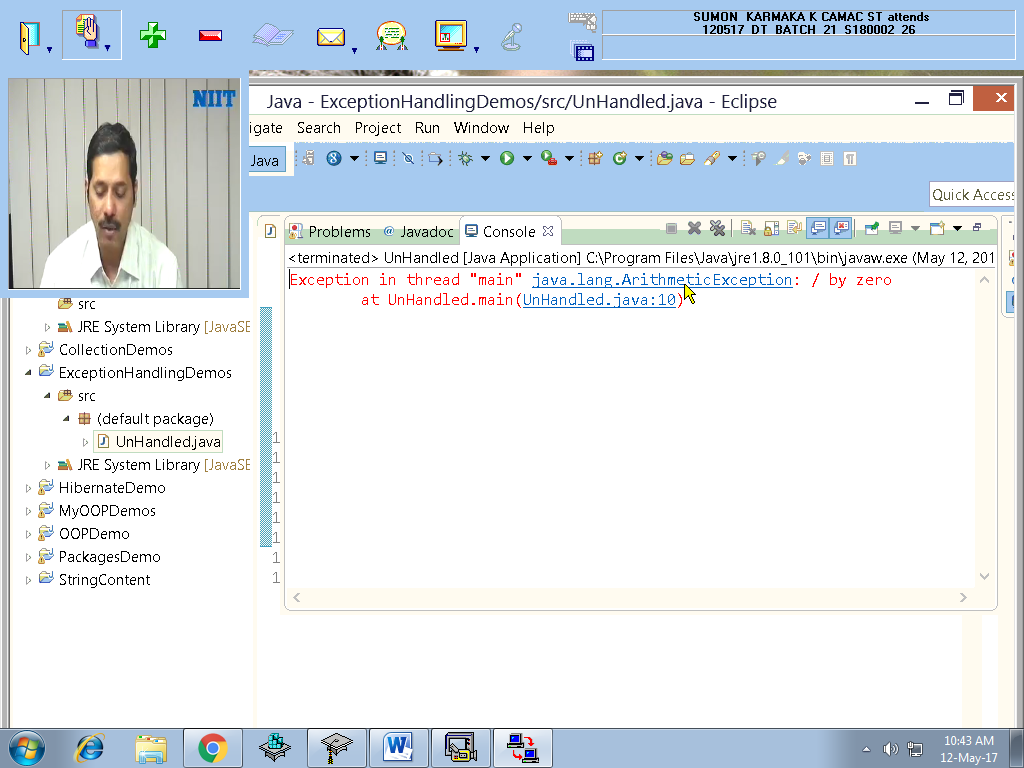 SUMON KARMAKA K CAMAC ST attends
120517 DT BATCH 21 S180002 26
NIIT
Java - ExceptionHandlingDemos/src/UnHandled.java - Eclipse
igate Search Project Run Window Help
Java
Quick Access
Problems @ Javadoc Console
<terminated> UnHandled [Java Application] C:\Program Files\Java\jre1.8.0_101\bin\javaw.exe (May 12, 201
Exception in thread "main" java.lang.ArithmeticException: / by zero
at UnHandled.main(UnHandled.java:10)
src
JRE System Library [JavaSE
CollectionDemos
ExceptionHandlingDemos
src
(default package)
UnHandled.java
JRE System Library [JavaSE
HibernateDemo
MyOOPDemos
OOPDemo
PackagesDemo
StringContent
1
1
1
1
1
1
1
1
10:43 AM
12-May-17